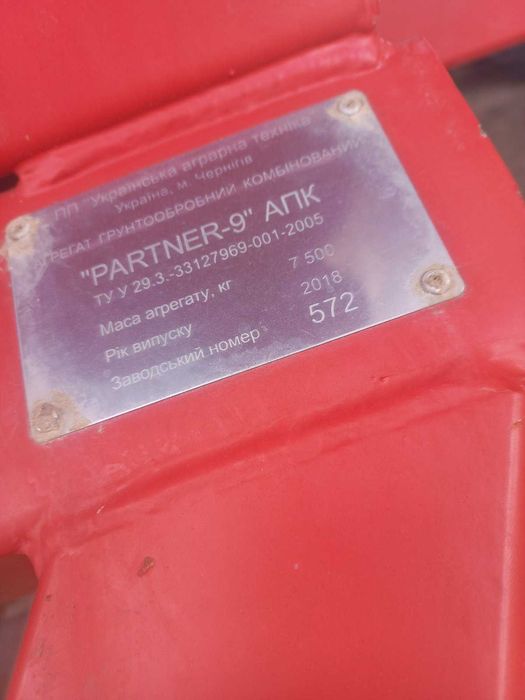 ПП "Українська аграрна техніка
Україна, м. Чернігів
АГРЕГАТ ГРУНТООБРОБНИЙ КОМБІНОВАНИЙ
"PARTNER-9" АПК
ТУ У 29.3.-33127969-001-2005
Маса агрегату, кг 7 500
Рік випуску 2018
Заводський номер 572